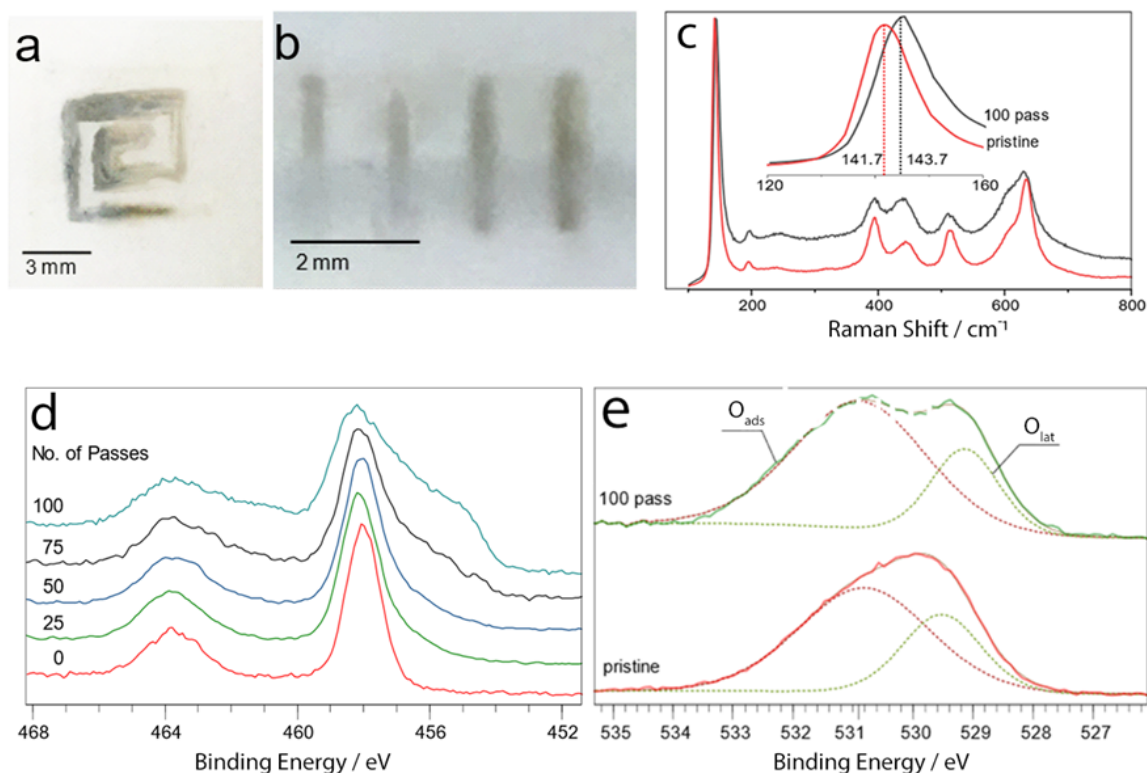 a
3 mm
b
2 mm
c
100 pass
pristine
141.7 143.7
120 160
200 400 600 800
Raman Shift / cm⁻¹
d
No. of Passes
100
75
50
25
0
468 464 460 456 452
Binding Energy / eV
e
O_ads
O_lat
100 pass
pristine
535 534 533 532 531 530 529 528 527
Binding Energy / eV